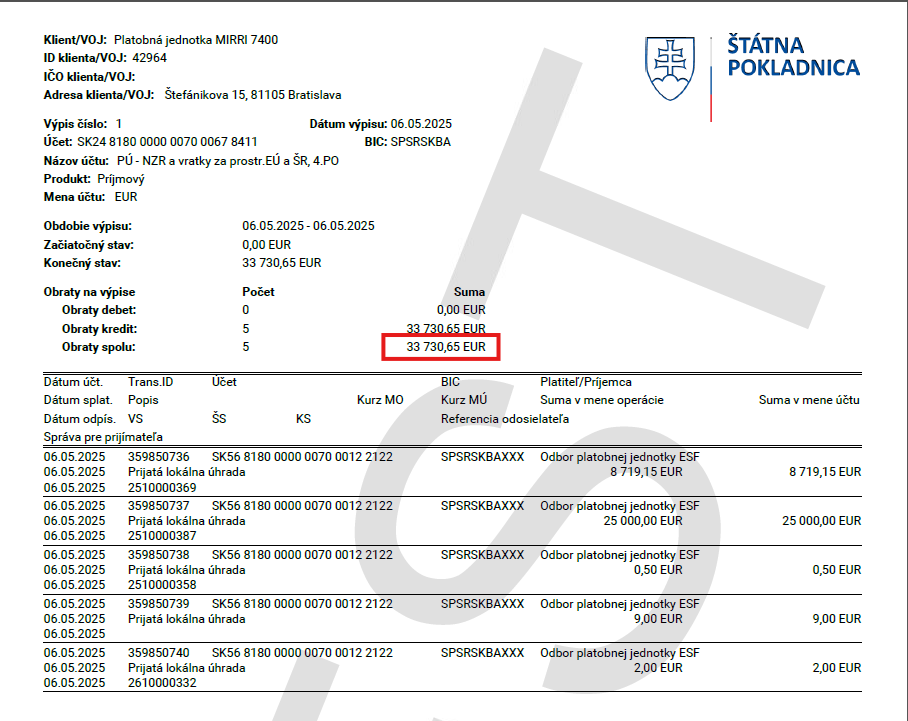 Klient/VOJ: Platobná jednotka MIRRI 7400
ID klienta/VOJ: 42964
IČO klienta/VOJ:
Adresa klienta/VOJ: Štefánikova 15, 81105 Bratislava
ŠTÁTNA
POKLADNICA
Výpis číslo: 1 Dátum výpisu: 06.05.2025
Účet: SK24 8180 0000 0070 0067 8411 BIC: SPSRSKBA
Názov účtu: PÚ - NZR a vratky za prostr.EÚ a ŠR, 4.PO
Produkt: Príjmový
Mena účtu: EUR
Obdobie výpisu: 06.05.2025 - 06.05.2025
Začiatočný stav: 0,00 EUR
Konečný stav: 33 730,65 EUR
Obraty na výpise Počet Suma
Obraty debet: 0 0,00 EUR
Obraty kredit: 5 33 730,65 EUR
Obraty spolu: 5 33 730,65 EUR
Dátum účt. Trans.ID Účet BIC Platiteľ/Príjemca
Dátum splat. Popis Kurz MO Kurz MÚ Suma v mene operácie Suma v mene účtu
Dátum odpís. VS ŠS KS Referencia odosielateľa
Správa pre prijímateľa
06.05.2025 359850736 SK56 8180 0000 0070 0012 2122 SPSRSKBAXXX Odbor platobnej jednotky ESF
06.05.2025 Prijatá lokálna úhrada 8 719,15 EUR 8 719,15 EUR
06.05.2025 2510000369
06.05.2025 359850737 SK56 8180 0000 0070 0012 2122 SPSRSKBAXXX Odbor platobnej jednotky ESF
06.05.2025 Prijatá lokálna úhrada 25 000,00 EUR 25 000,00 EUR
06.05.2025 2510000387
06.05.2025 359850738 SK56 8180 0000 0070 0012 2122 SPSRSKBAXXX Odbor platobnej jednotky ESF
06.05.2025 Prijatá lokálna úhrada 0,50 EUR 0,50 EUR
06.05.2025 2510000358
06.05.2025 359850739 SK56 8180 0000 0070 0012 2122 SPSRSKBAXXX Odbor platobnej jednotky ESF
06.05.2025 Prijatá lokálna úhrada 9,00 EUR 9,00 EUR
06.05.2025
06.05.2025 359850740 SK56 8180 0000 0070 0012 2122 SPSRSKBAXXX Odbor platobnej jednotky ESF
06.05.2025 Prijatá lokálna úhrada 2,00 EUR 2,00 EUR
06.05.2025 2610000332